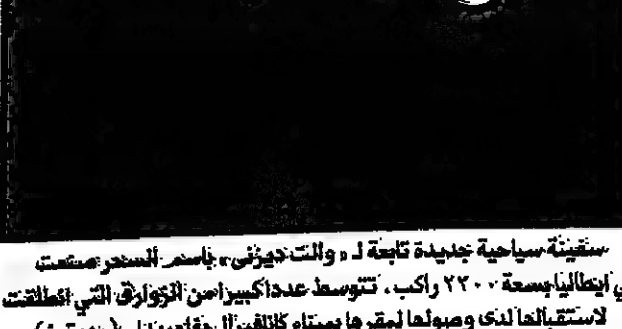 سفينة سياحية جديدة تابعة لـ «والت ديزني» باسم السحر صنعت
في ايطاليا بسعة ٢٢٠٠ راكب، تتوسط عددا كبيرا من الزوارق التي انطلقت
لاستقبالها لدى وصولها لمقرها بميناء كانافيرال